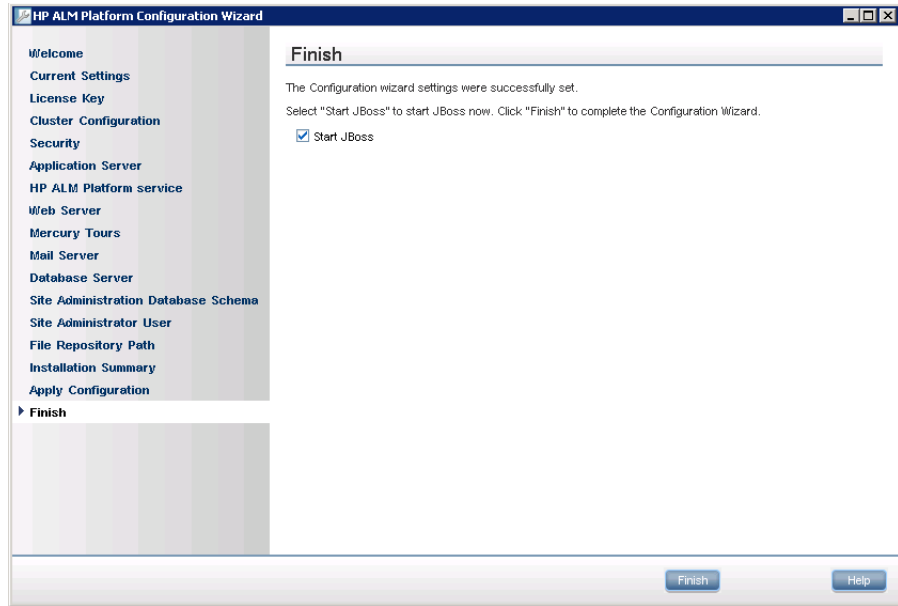 HP ALM Platform Configuration Wizard
Welcome
Current Settings
License Key
Cluster Configuration
Security
Application Server
HP ALM Platform service
Web Server
Mercury Tours
Mail Server
Database Server
Site Administration Database Schema
Site Administrator User
File Repository Path
Installation Summary
Apply Configuration
Finish
Finish
The Configuration wizard settings were successfully set.
Select "Start JBoss" to start JBoss now. Click "Finish" to complete the Configuration Wizard.
Start JBoss
Finish
Help